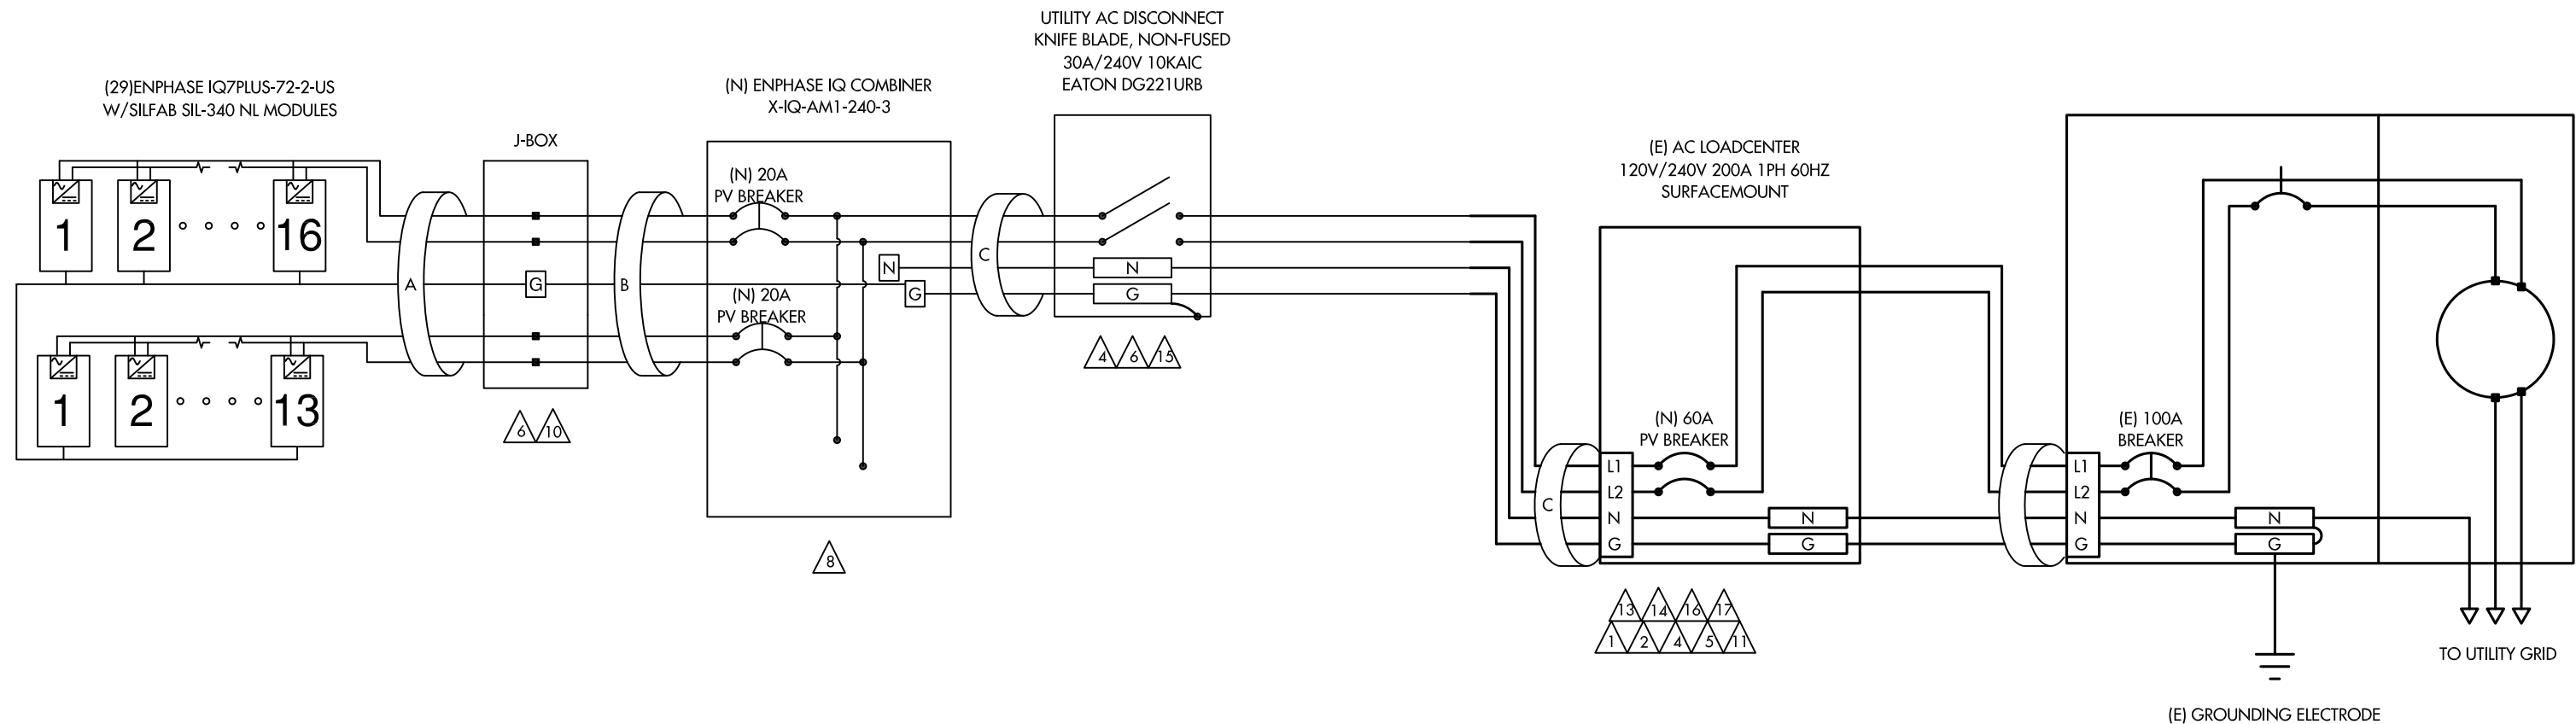 UTILITY AC DISCONNECT
KNIFE BLADE, NON-FUSED
30A/240V 10KAIC
EATON DG221URB
(29)ENPHASE IQ7PLUS-72-2-US
W/SILFAB SIL-340 NL MODULES
(N) ENPHASE IQ COMBINER
X-IQ-AM1-240-3
J-BOX
(E) AC LOADCENTER
120V/240V 200A 1PH 60HZ
SURFACEMOUNT
(N) 20A
PV BREAKER
1
2
16
A
G
B
N
G
C
N
G
(N) 20A
PV BREAKER
4
6
15
1
2
13
6
10
8
(N) 60A
PV BREAKER
(E) 100A
BREAKER
C
L1
L2
N
G
N
G
L1
L2
N
G
N
G
13
14
16
17
1
2
4
5
11
TO UTILITY GRID
(E) GROUNDING ELECTRODE